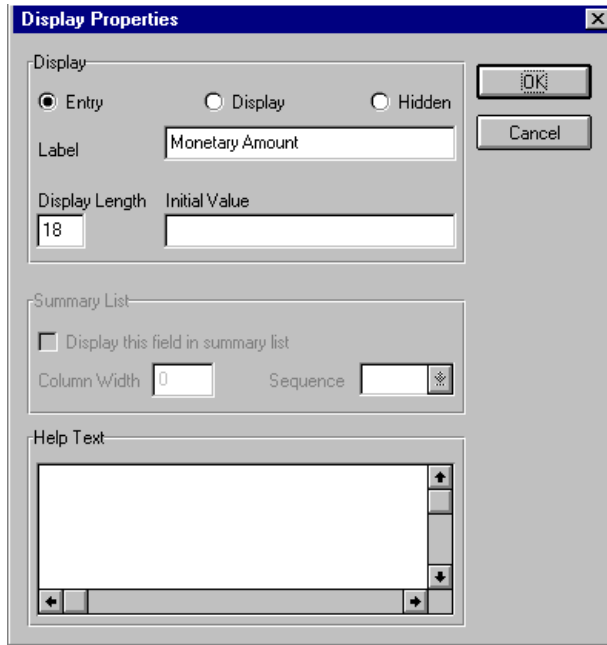 Display Properties
Display
Entry Display Hidden
OK
Label Monetary Amount
Cancel
Display Length Initial Value
18
Summary List
Display this field in summary list
Column Width 0 Sequence
Help Text